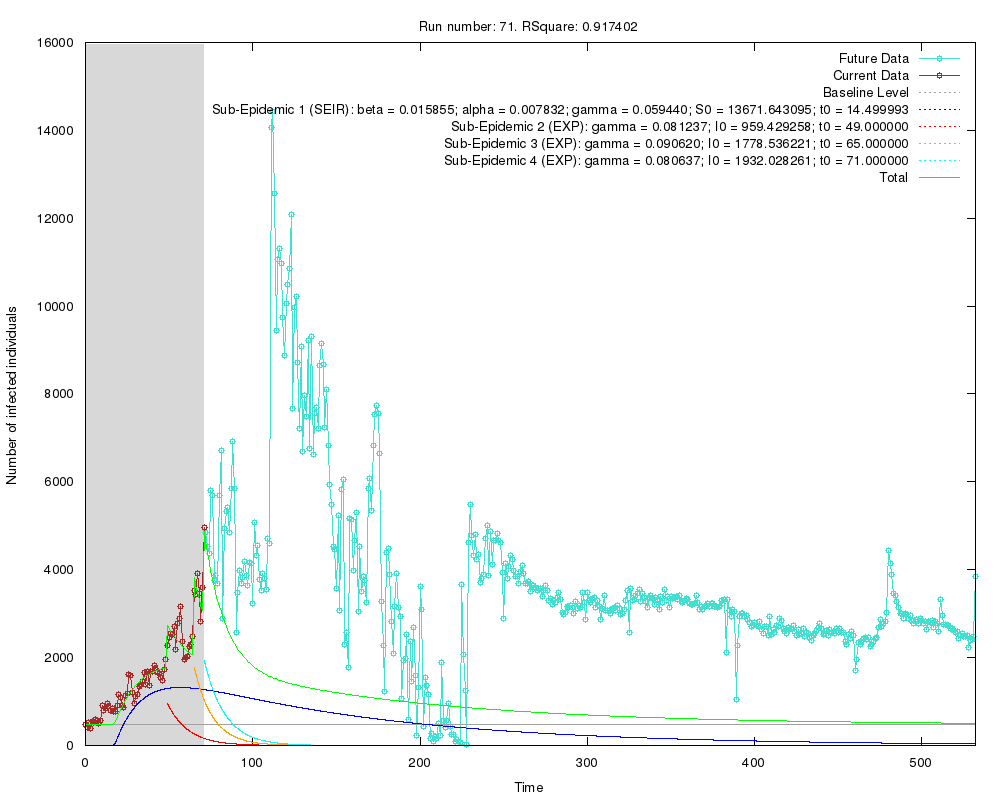 Run number: 71. RSquare: 0.917402
16000
14000
12000
10000
8000
6000
4000
2000
0
Number of infected individuals
Future Data
Current Data
Baseline Level
Sub-Epidemic 1 (SEIR): beta = 0.015855; alpha = 0.007832; gamma = 0.059440; S0 = 13671.643095; t0 = 14.499993
Sub-Epidemic 2 (EXP): gamma = 0.081237; I0 = 959.429258; t0 = 49.000000
Sub-Epidemic 3 (EXP): gamma = 0.090620; I0 = 1778.536221; t0 = 65.000000
Sub-Epidemic 4 (EXP): gamma = 0.080637; I0 = 1932.028261; t0 = 71.000000
Total
0 100 200 300 400 500
Time